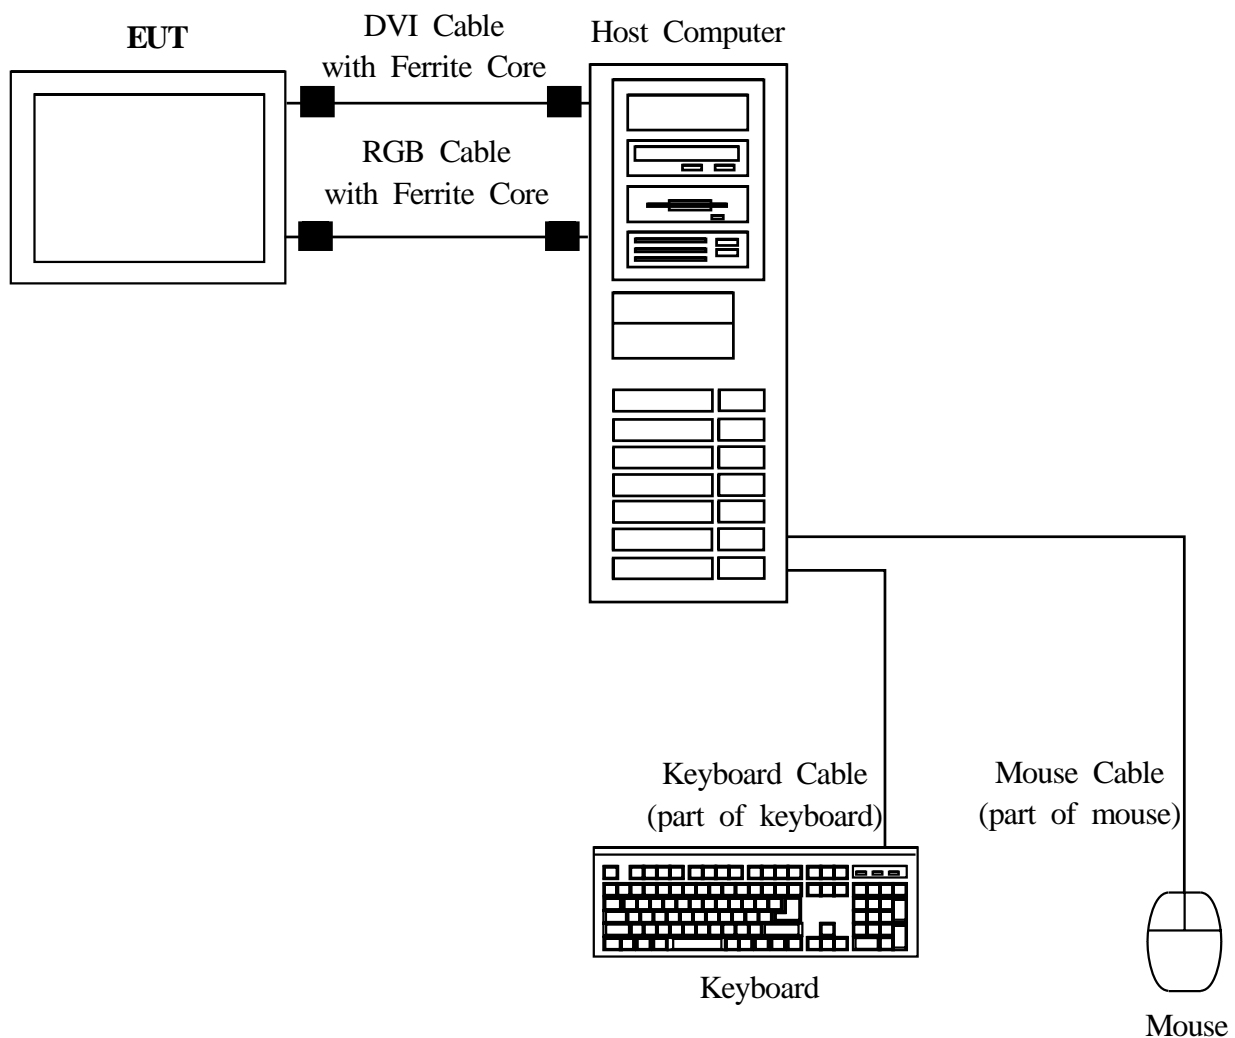 EUT
DVI Cable
with Ferrite Core
Host Computer
RGB Cable
with Ferrite Core
Keyboard Cable
(part of keyboard)
Mouse Cable
(part of mouse)
Keyboard
Mouse